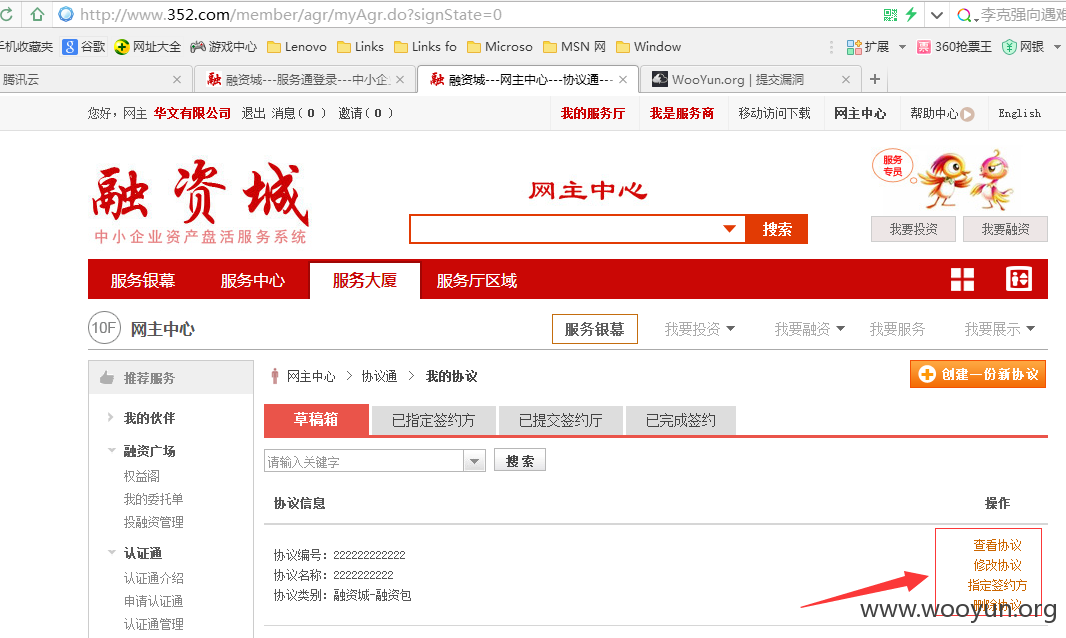 http://www.352.com/member/agr/myAgr.do?signState=0
李克强向遇难
手机收藏夹 谷歌 网址大全 游戏中心 Lenovo Links Links fo Microso MSN 网 Window 扩展 360抢票王 网银
腾讯云 融资城---服务通登录---中小企 融资城---网主中心---协议通--- WooYun.org | 提交漏洞
您好，网主 华文有限公司 退出 消息 ( 0 ) 邀请 ( 0 ) 我的服务厅 我是服务商 移动访问下载 网主中心 帮助中心 English
融资城
中小企业资产盘活服务系统
网主中心
搜索
服务专员
我要投资 我要融资
服务银幕 服务中心 服务大厦 服务厅区域
10F 网主中心 服务银幕 我要投资 我要融资 我要服务 我要展示
推荐服务
我的伙伴
融资广场
权益阁
我的委托单
投融资管理
认证通
认证通介绍
申请认证通
认证通管理
网主中心 > 协议通 > 我的协议
创建一份新协议
草稿箱 已指定签约方 已提交签约厅 已完成签约
请输入关键字 搜 索
协议信息 操作
协议编号：222222222222
协议名称：2222222222
协议类别：融资城-融资包
查看协议
修改协议
指定签约方
删除协议
www.wooyun.org